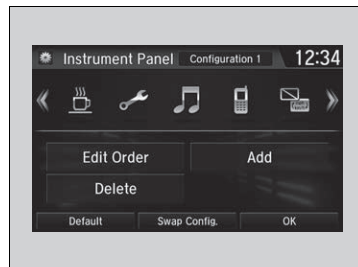 Instrument Panel Configuration 1 12:34
Edit Order Add
Delete
Default Swap Config. OK